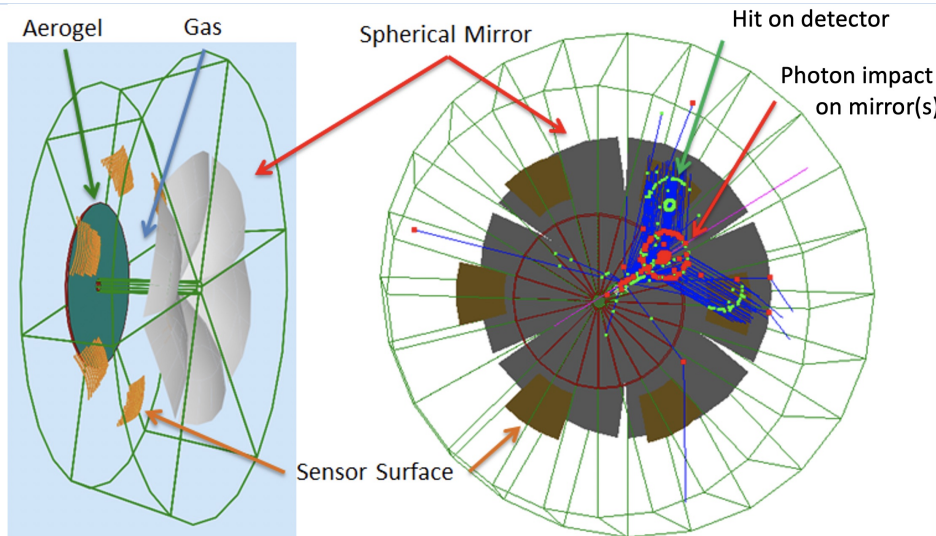 Aerogel
Gas
Spherical Mirror
Hit on detector
Photon impact
on mirror(s)
Sensor Surface